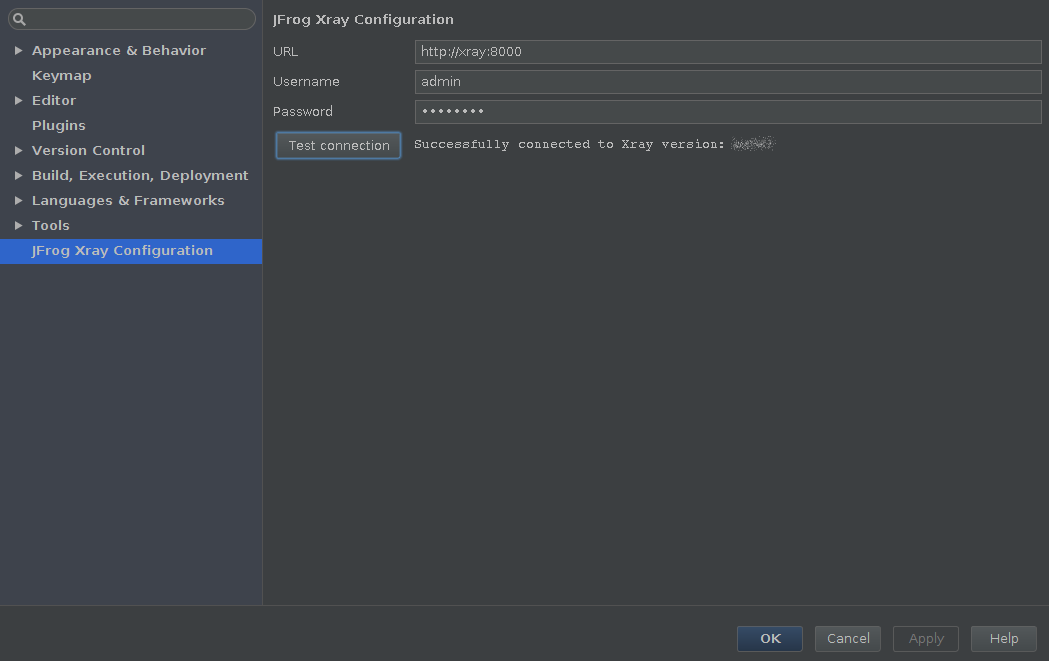 Appearance & Behavior
Keymap
Editor
Plugins
Version Control
Build, Execution, Deployment
Languages & Frameworks
Tools
JFrog Xray Configuration
JFrog Xray Configuration
URL http://xray:8000
Username admin
Password ••••••••
Test connection Successfully connected to Xray version:
OK Cancel Apply Help